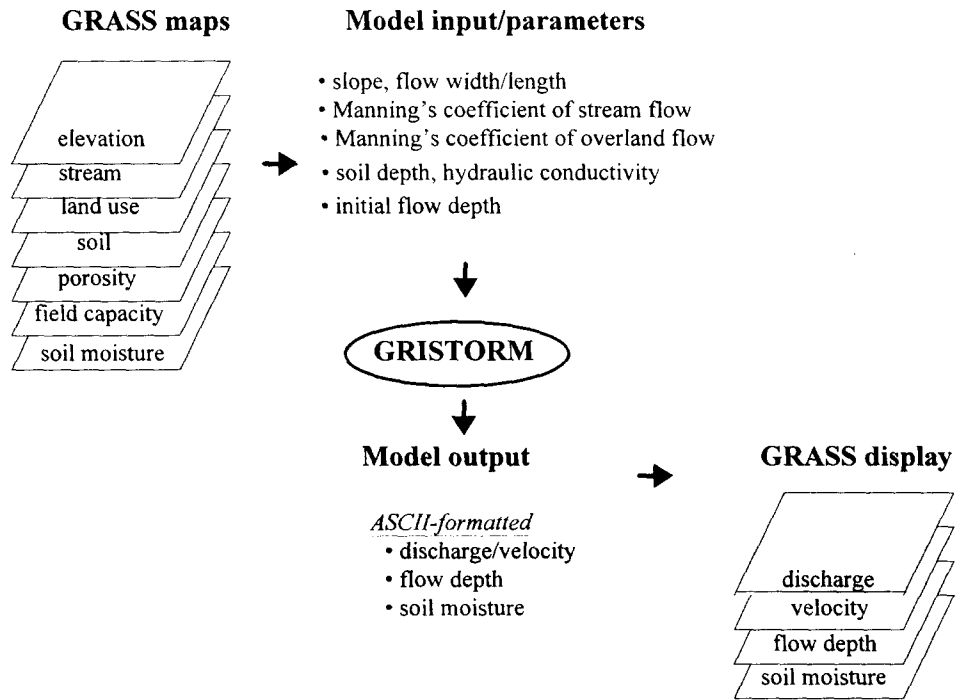 GRASS maps
elevation
stream
land use
soil
porosity
field capacity
soil moisture
Model input/parameters
• slope, flow width/length
• Manning's coefficient of stream flow
• Manning's coefficient of overland flow
• soil depth, hydraulic conductivity
• initial flow depth
GRISTORM
Model output
ASCII-formatted
• discharge/velocity
• flow depth
• soil moisture
GRASS display
discharge
velocity
flow depth
soil moisture